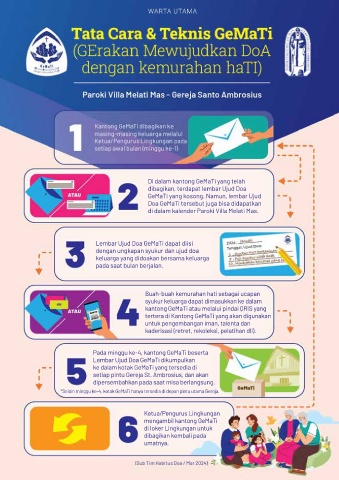 WARTA UTAMA
Tata Cara & Teknis GeMaTi
(GErakan Mewujudkan DoA
dengan kemurahan haTI)
Paroki Villa Melati Mas - Gereja Santo Ambrosius
GeMaTi
1
Kantong GeMaTi dibagikan ke
masing-masing keluarga melalui
Ketua/Pengurus Lingkungan pada
setiap awal bulan (minggu ke-1)
ATAU
2
Di dalam kantong GeMaTi yang telah
dibagikan, terdapat lembar Ujud Doa
GeMaTi yang kosong. Namun, lembar Ujud
Doa GeMaTi tersebut juga bisa didapatkan
di dalam kalender Paroki Villa Melati Mas.
3
Lembar Ujud Doa GeMaTi dapat diisi
dengan ungkapan syukur dan ujud doa
keluarga yang didoakan bersama keluarga
pada saat bulan berjalan.
ATAU
4
Buah-buah kemurahan hati sebagai ucapan
syukur keluarga dapat dimasukkan ke dalam
kantong GeMaTi atau melalui pindai QRIS yang
tertera di Kantong GeMaTi yang akan digunakan
untuk pengembangan iman, talenta dan
kaderisasi (retret, rekoleksi, pelatihan dll).
5
Pada minggu ke-4, kantong GeMaTi beserta
Lembar Ujud Doa GeMaTi dikumpulkan
ke dalam kotak GeMaTi yang tersedia di
setiap pintu Gereja St. Ambrosius, dan akan
dipersembahkan pada saat misa berlangsung.
*Selain minggu ke-4, kotak GeMaTi hanya tersedia di depan pintu utama Gereja.
GeMaTi
6
Ketua/Pengurus Lingkungan
mengambil kantong GeMaTi
di loker Lingkungan untuk
dibagikan kembali pada
umatnya.
(Sub Tim Habitus Doa / Mar 2024)